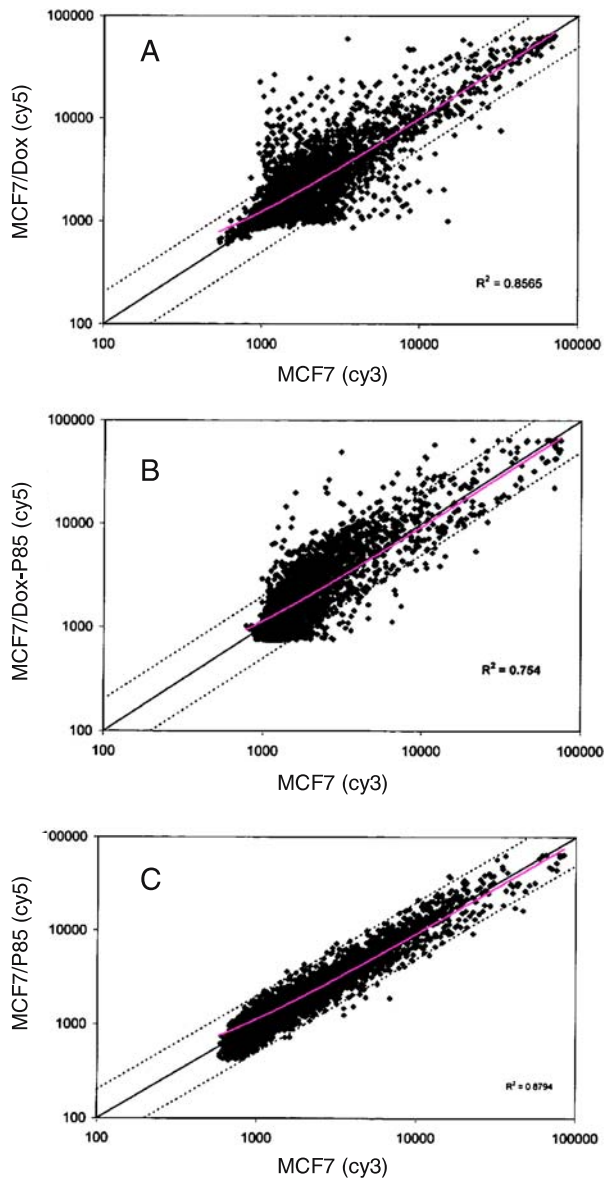 100000
A
10000
MCF7/Dox (cy5)
1000
R² = 0.8565
100
100 1000 10000 100000
MCF7 (cy3)
100000
B
10000
MCF7/Dox-P85 (cy5)
1000
R² = 0.754
100
100 1000 10000 100000
MCF7 (cy3)
00000
C
10000
MCF7/P85 (cy5)
1000
R² = 0.8794
100
100 1000 10000 100000
MCF7 (cy3)